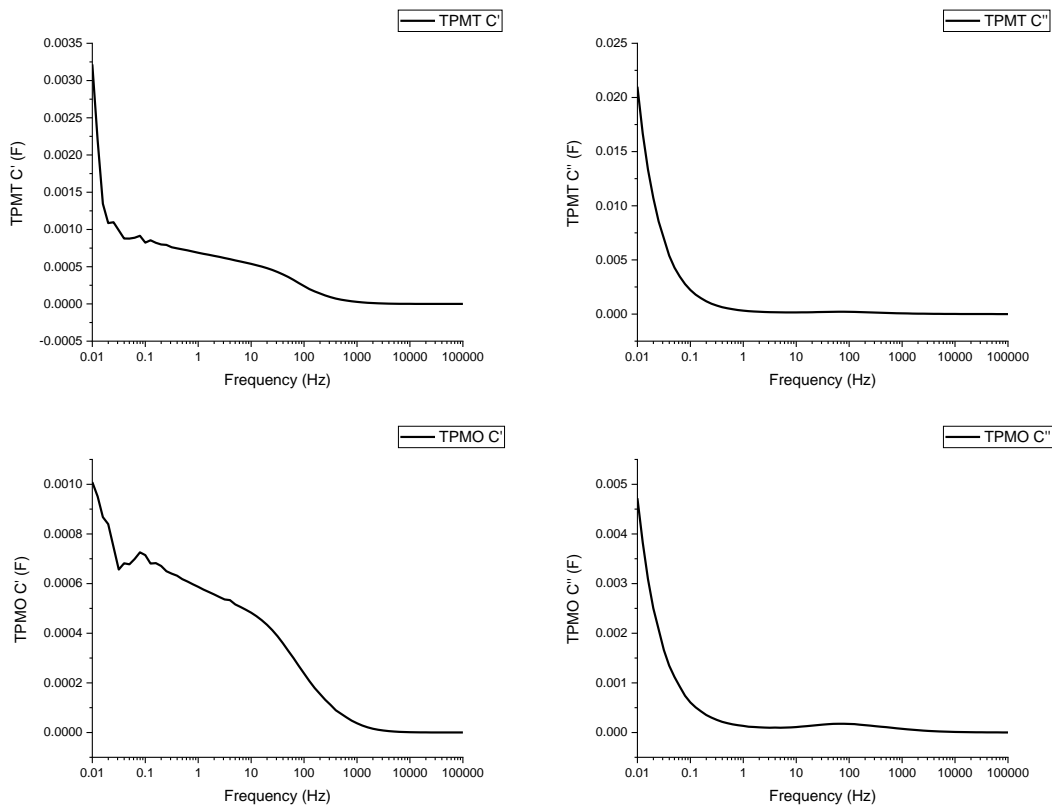 TPMT C'
0.0035
0.0030
0.0025
0.0020
0.0015
0.0010
0.0005
0.0000
-0.0005
TPMT C' (F)
0.01 0.1 1 10 100 1000 10000 100000
Frequency (Hz)
TPMT C''
0.025
0.020
0.015
0.010
0.005
0.000
TPMT C'' (F)
0.01 0.1 1 10 100 1000 10000 100000
Frequency (Hz)
TPMO C'
0.0010
0.0008
0.0006
0.0004
0.0002
0.0000
TPMO C' (F)
0.01 0.1 1 10 100 1000 10000 100000
Frequency (Hz)
TPMO C''
0.005
0.004
0.003
0.002
0.001
0.000
TPMO C'' (F)
0.01 0.1 1 10 100 1000 10000 100000
Frequency (Hz)